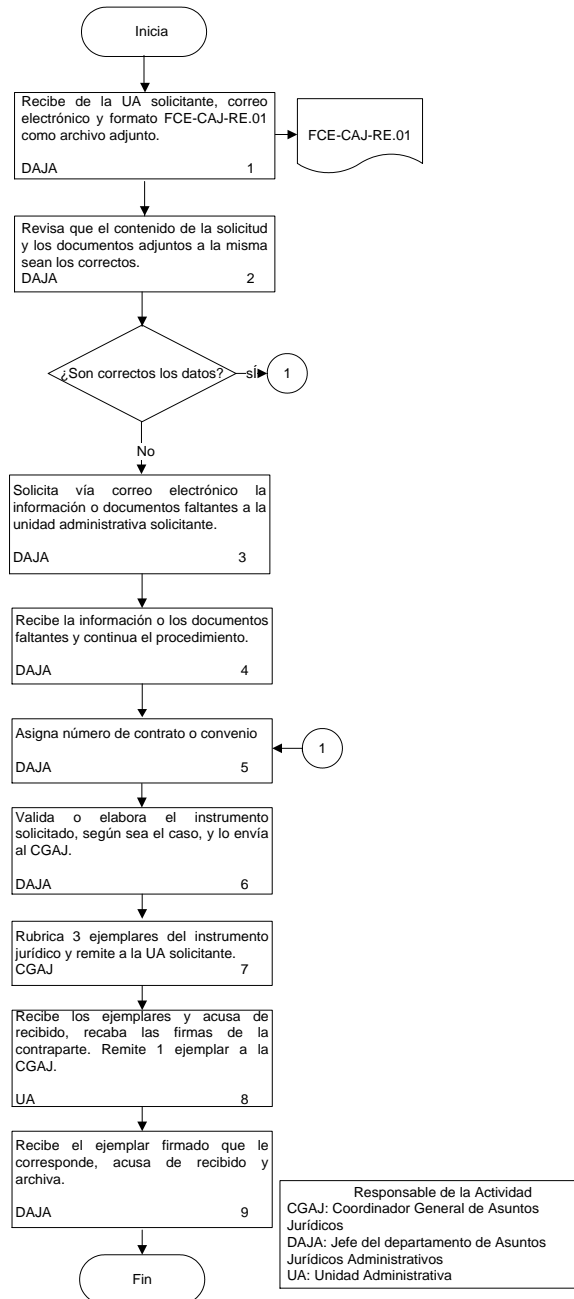 Inicia
Recibe de la UA solicitante, correo
electrónico y formato FCE-CAJ-RE.01
como archivo adjunto.
DAJA 1
FCE-CAJ-RE.01
Revisa que el contenido de la solicitud
y los documentos adjuntos a la misma
sean los correctos.
DAJA 2
¿Son correctos los datos?
sÍ
1
No
Solicita vía correo electrónico la
información o documentos faltantes a la
unidad administrativa solicitante.
DAJA 3
Recibe la información o los documentos
faltantes y continua el procedimiento.
DAJA 4
Asigna número de contrato o convenio
DAJA 5
1
Valida o elabora el instrumento
solicitado, según sea el caso, y lo envía
al CGAJ.
DAJA 6
Rubrica 3 ejemplares del instrumento
jurídico y remite a la UA solicitante.
CGAJ 7
Recibe los ejemplares y acusa de
recibido, recaba las firmas de la
contraparte. Remite 1 ejemplar a la
CGAJ.
UA 8
Recibe el ejemplar firmado que le
corresponde, acusa de recibido y
archiva.
DAJA 9
Fin
Responsable de la Actividad
CGAJ: Coordinador General de Asuntos
Jurídicos
DAJA: Jefe del departamento de Asuntos
Jurídicos Administrativos
UA: Unidad Administrativa